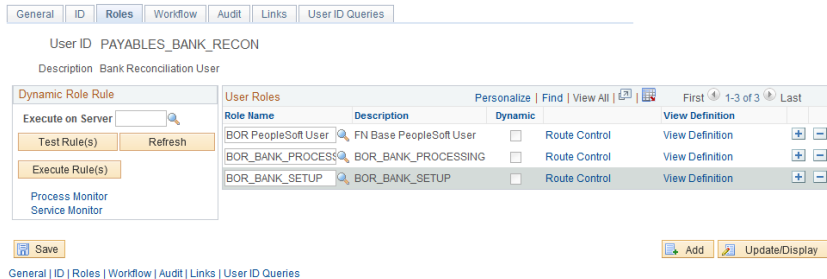 General ID Roles Workflow Audit Links User ID Queries
User ID PAYABLES_BANK_RECON
Description Bank Reconciliation User
Dynamic Role Rule
Execute on Server
Test Rule(s) Refresh
Execute Rule(s)
Process Monitor
Service Monitor
User Roles Personalize | Find | View All | | First 1-3 of 3 Last
Role Name Description Dynamic View Definition
BOR PeopleSoft User FN Base PeopleSoft User Route Control View Definition
BOR_BANK_PROCESS BOR_BANK_PROCESSING Route Control View Definition
BOR_BANK_SETUP BOR_BANK_SETUP Route Control View Definition
Save Add Update/Display
General | ID | Roles | Workflow | Audit | Links | User ID Queries